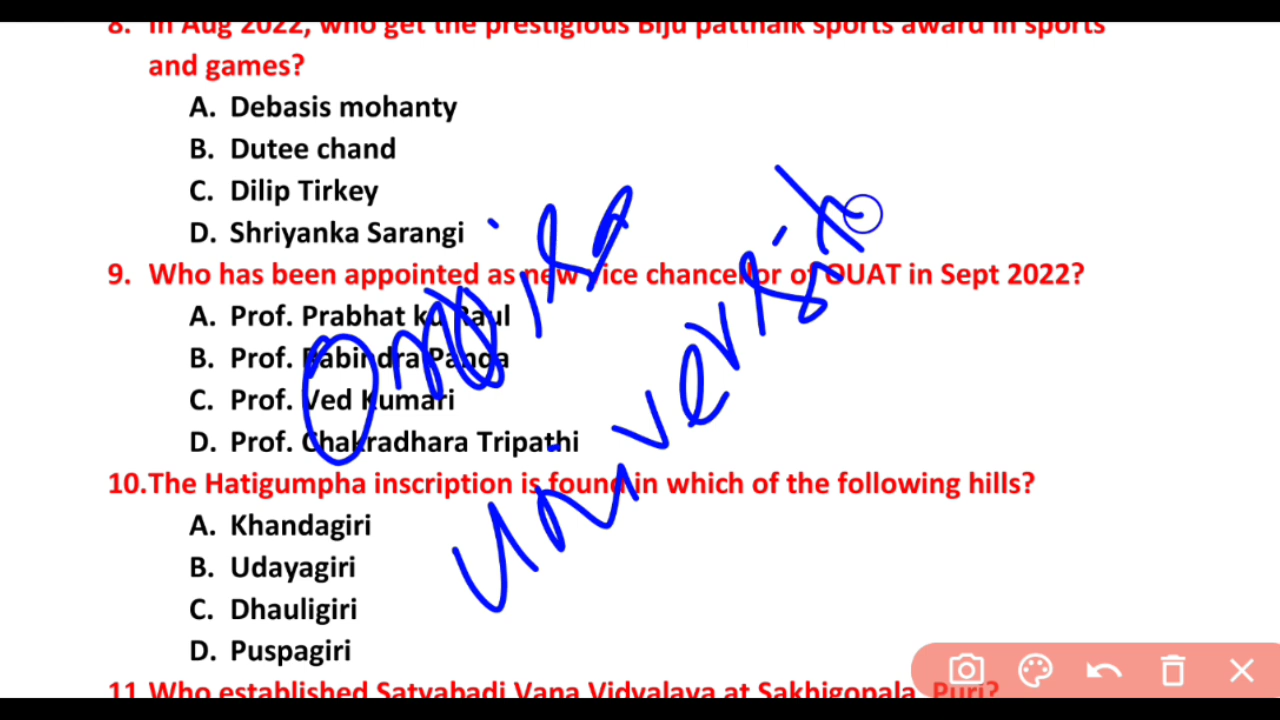 8. In Aug 2022, who get the prestigious Biju pattnaik sports award in sports
and games?
A. Debasis mohanty
B. Dutee chand
C. Dilip Tirkey
D. Shriyanka Sarangi
9. Who has been appointed as new vice chancellor of OUAT in Sept 2022?
A. Prof. Prabhat ku Raul
B. Prof. Rabindra Panda
C. Prof. Ved Kumari
D. Prof. Chakradhara Tripathi
10.The Hatigumpha inscription is found in which of the following hills?
A. Khandagiri
B. Udayagiri
C. Dhauligiri
D. Puspagiri
11.Who established Satyabadi Vana Vidyalaya at Sakhigopala, Puri?